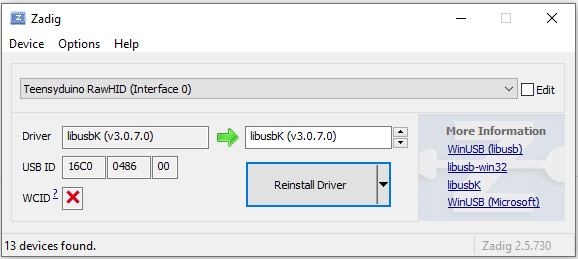 Zadig
Device Options Help
Teensyduino RawHID (Interface 0)
Edit
Driver libusbK (v3.0.7.0) libusbK (v3.0.7.0)
USB ID 16C0 0486 00
WCID ?
Reinstall Driver
More Information
WinUSB (libusb)
libusb-win32
libusbK
WinUSB (Microsoft)
13 devices found.
Zadig 2.5.730